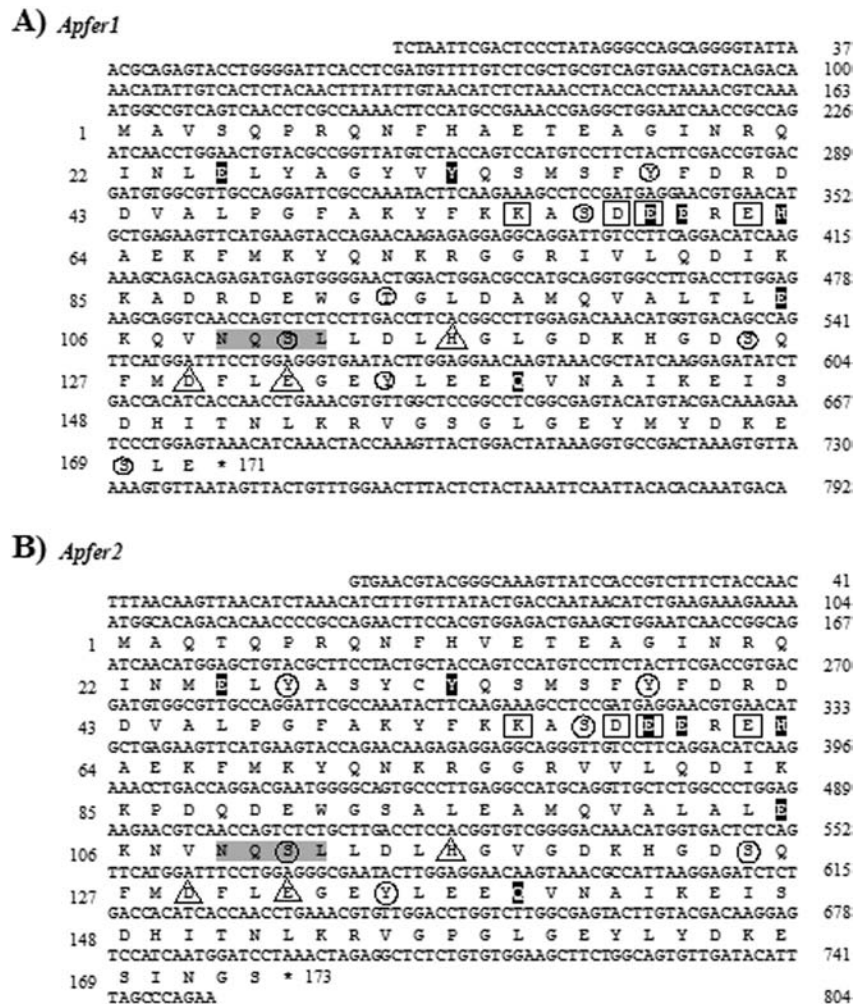 A) Apfer1
TCTAATTCGACTCCCTATAGGGCCAGCAGGGGTATTA 37
ACGCAGAGTACCTGGGGATTCACCTCGATGTTTTGTCTCGCTGCGTCAGTGAACGTACAGACA 100
AACATATTGTCACTCTACAACTTTATTTGTAACATCTCTAAACCTACCACCTAAAACGTCAAA 163
ATGGCCGTCAGTCAACCTCGCCAAAACTTCCATGCCGAAACCGAGGCTGGAATCAACCGCCAG 226
1 M A V S Q P R Q N F H A E T E A G I N R Q
ATCAACCTGGAACTGTACGCCGGTTATGTCTACCAGTCCATGTCCTTCTACTTCGACCGTGAC 289
22 I N L E L Y A G Y V Y Q S M S F Y F D R D
GATGTGGCGTTGCCAGGATTCGCCAAATACTTCAAGAAAGCCTCCGATGAGGAACGTGAACAT 352
43 D V A L P G F A K Y F K K A S D E E R E H
GCTGAGAAGTTCATGAAGTACCAGAACAAGAGAGGAGGCAGGATTGTCCTTCAGGACATCAAG 415
64 A E K F M K Y Q N K R G G R I V L Q D I K
AAAGCAGACAGAGATGAGTGGGGAACTGGACTGGACGCCATGCAGGTGGCCTTGACCTTGGAG 478
85 K A D R D E W G T G L D A M Q V A L T L E
AAGCAGGTCAACCAGTCTCTCCTTGACCTTCACGGCCTTGGAGACAAACATGGTGACAGCCAG 541
106 K Q V N Q S L L D L H G L G D K H G D S Q
TTCATGGATTTCCTGGAGGGTGAATACTTGGAGGAACAAGTAAACGCTATCAAGGAGATATCT 604
127 F M D F L E G E Y L E E Q V N A I K E I S
GACCACATCACCAACCTGAAACGTGTTGGCTCCGGCCTCGGCGAGTACATGTACGACAAAGAA 667
148 D H I T N L K R V G S G L G E Y M Y D K E
TCCCTGGAGTAAACATCAAACTACCAAAGTTACTGGACTATAAAGGTGCCGACTAAAGTGTTA 730
169 S L E * 171
AAAGTGTTAATAGTTACTGTTTGGAACTTTACTCTACTAAATTCAATTACACACAAATGACA 792
B) Apfer2
GTGAACGTACGGGCAAAGTTATCCACCGTCTTTCTACCAAC 41
TTTAACAAGTTAACATCTAAACATCTTTGTTTATACTGACCAATAACATCTGAAGAAAGAAAA 104
ATGGCACAGACACAACCCCGCCAGAACTTCCACGTGGAGACTGAAGCTGGAATCAACCGGCAG 167
1 M A Q T Q P R Q N F H V E T E A G I N R Q
ATCAACATGGAGCTGTACGCTTCCTACTGCTACCAGTCCATGTCCTTCTACTTCGACCGTGAC 270
22 I N M E L Y A S Y C Y Q S M S F Y F D R D
GATGTGGCGTTGCCAGGATTCGCCAAATACTTCAAGAAAGCCTCCGATGAGGAACGTGAACAT 333
43 D V A L P G F A K Y F K K A S D E E R E H
GCTGAGAAGTTCATGAAGTACCAGAACAAGAGAGGAGGCAGGGTTGTCCTTCAGGACATCAAG 396
64 A E K F M K Y Q N K R G G R V V L Q D I K
AAACCTGACCAGGACGAATGGGGCAGTGCCCTTGAGGCCATGCAGGTTGCTCTGGCCCTGGAG 489
85 K P D Q D E W G S A L E A M Q V A L A L E
AAGAACGTCAACCAGTCTCTGCTTGACCTCCACGGTGTCGGGGACAAACATGGTGACTCTCAG 552
106 K N V N Q S L L D L H G V G D K H G D S Q
TTCATGGATTTCCTGGAGGGCGAATACTTGGAGGAACAAGTAAACGCCATTAAGGAGATCTCT 615
127 F M D F L E G E Y L E E Q V N A I K E I S
GACCACATCACCAACCTGAAACGTGTTGGACCTGGTCTTGGCGAGTACTTGTACGACAAGGAG 678
148 D H I T N L K R V G P G L G E Y L Y D K E
TCCATCAATGGATCCTAAACTAGAGGCTCTCTGTGTGGAAGCTTCTGGCAGTGTTGATACATT 741
169 S I N G S * 173
TAGCCCAGAA 804